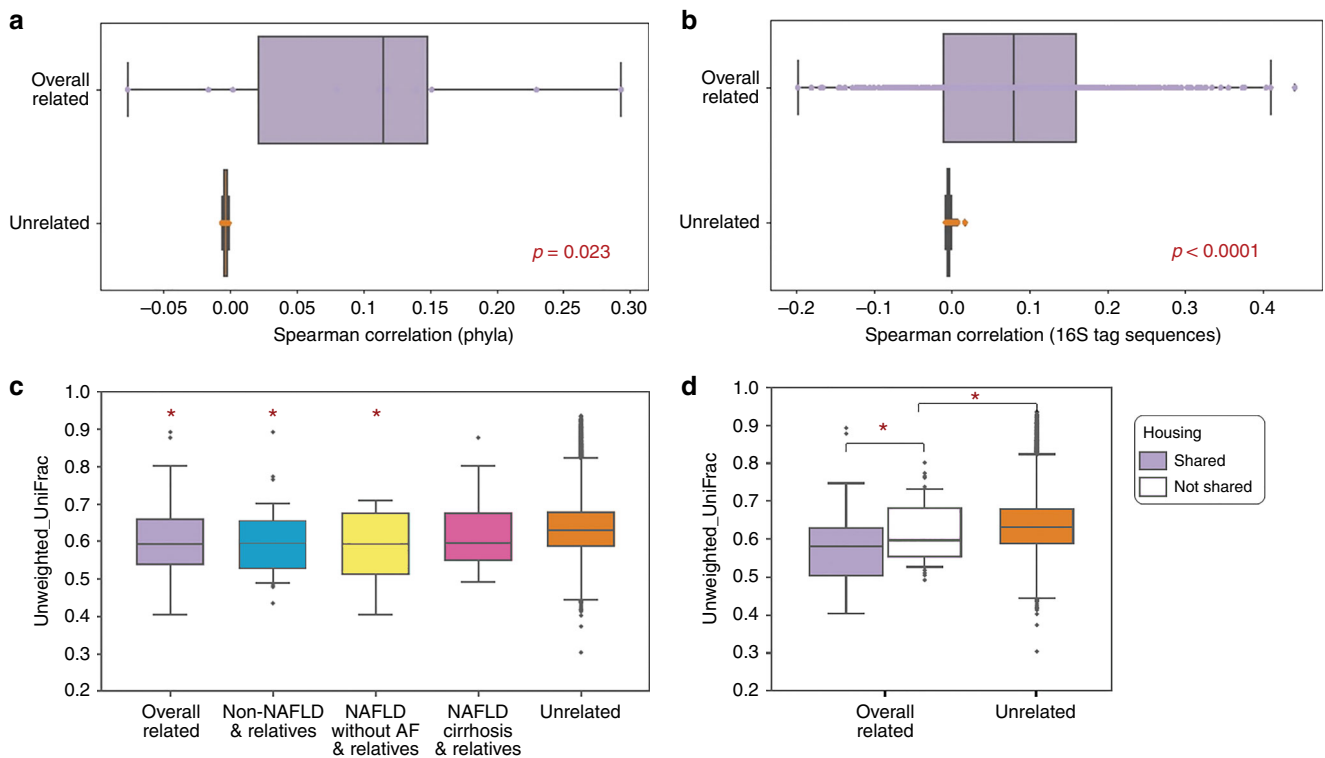 a
Overall
related
Unrelated
p = 0.023
−0.05 0.00 0.05 0.10 0.15 0.20 0.25 0.30
Spearman correlation (phyla)
b
Overall
related
Unrelated
p < 0.0001
−0.2 −0.1 0.0 0.1 0.2 0.3 0.4
Spearman correlation (16S tag sequences)
c
Unweighted_UniFrac
1.0
0.9
0.8
0.7
0.6
0.5
0.4
0.3
0.2
* * *
Overall
related
Non-NAFLD
& relatives
NAFLD
without AF
& relatives
NAFLD
cirrhosis
& relatives
Unrelated
d
Unweighted_UniFrac
1.0
0.9
0.8
0.7
0.6
0.5
0.4
0.3
0.2
*
*
Overall
related
Unrelated
Housing
Shared
Not shared